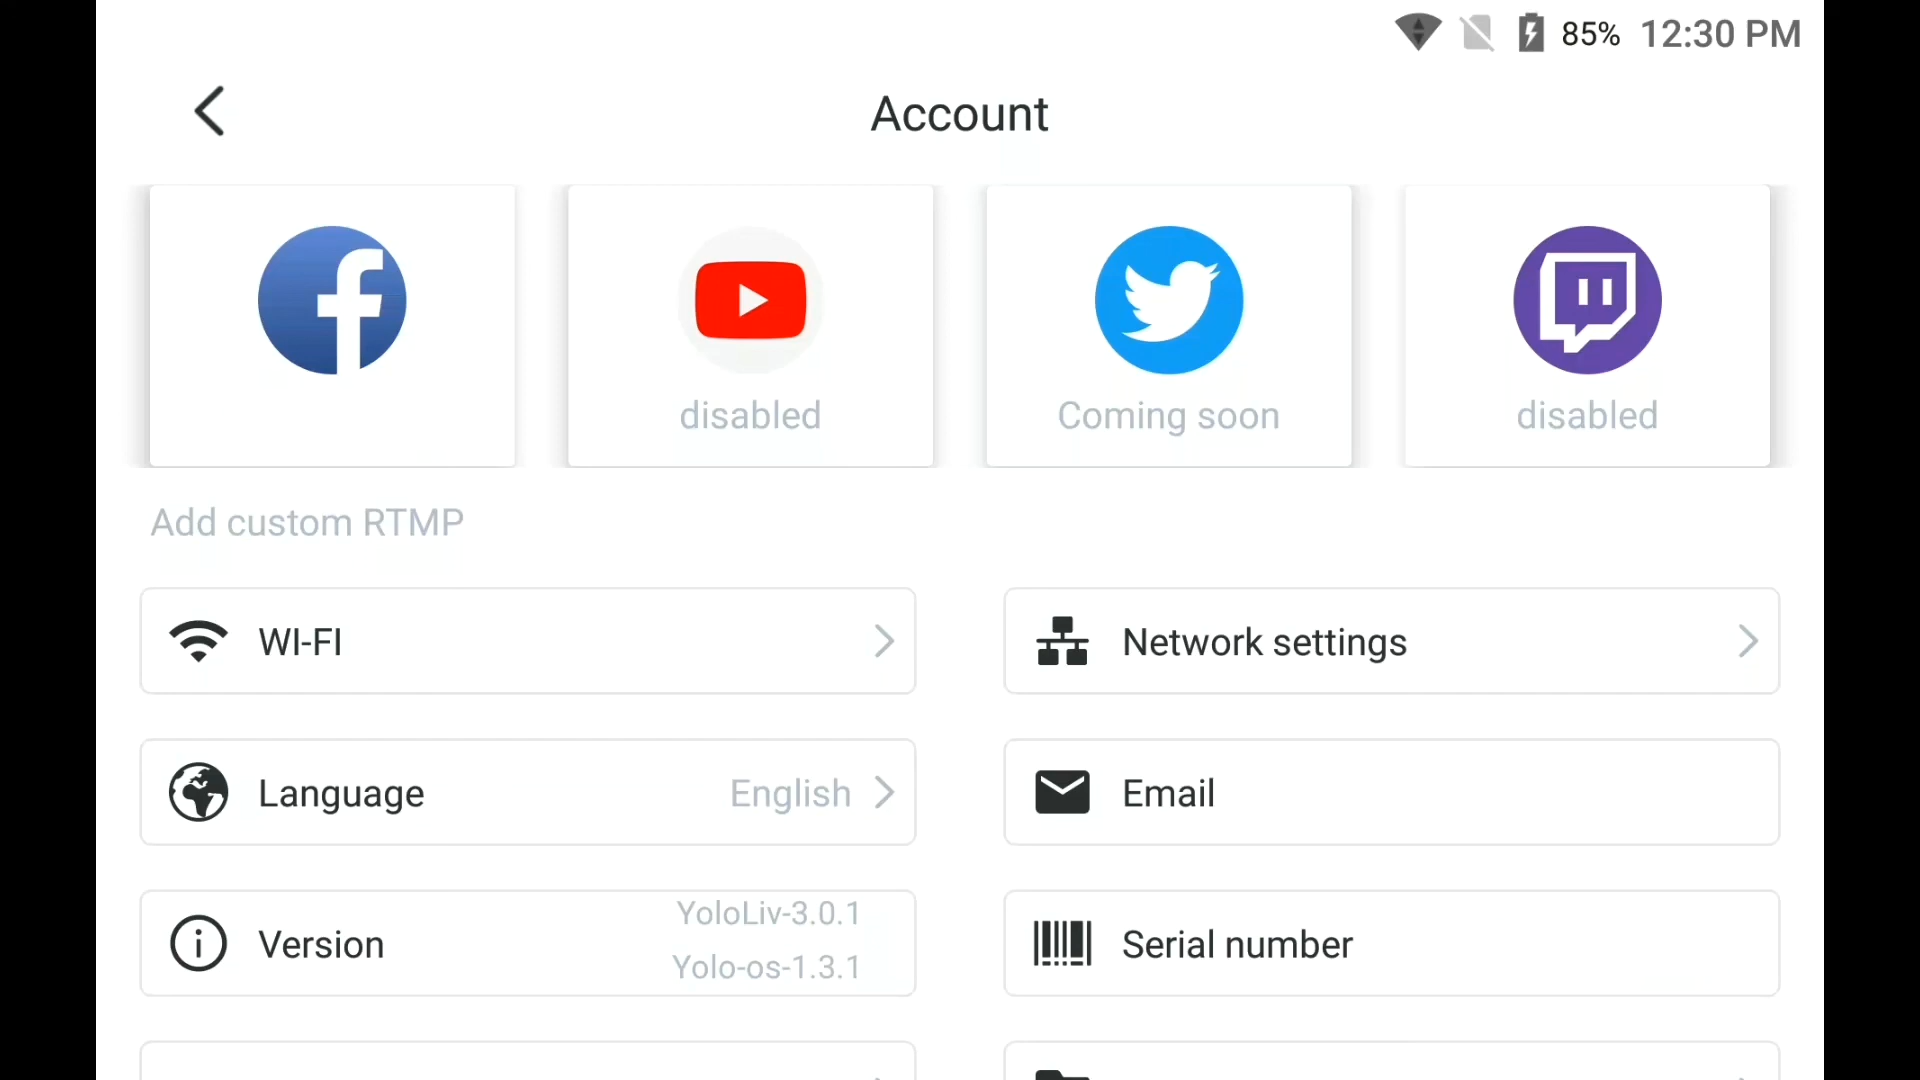 85% 12:30 PM
Account
disabled
Coming soon
disabled
Add custom RTMP
WI-FI
Network settings
Language English
Email
Version YoloLiv-3.0.1
Yolo-os-1.3.1
Serial number